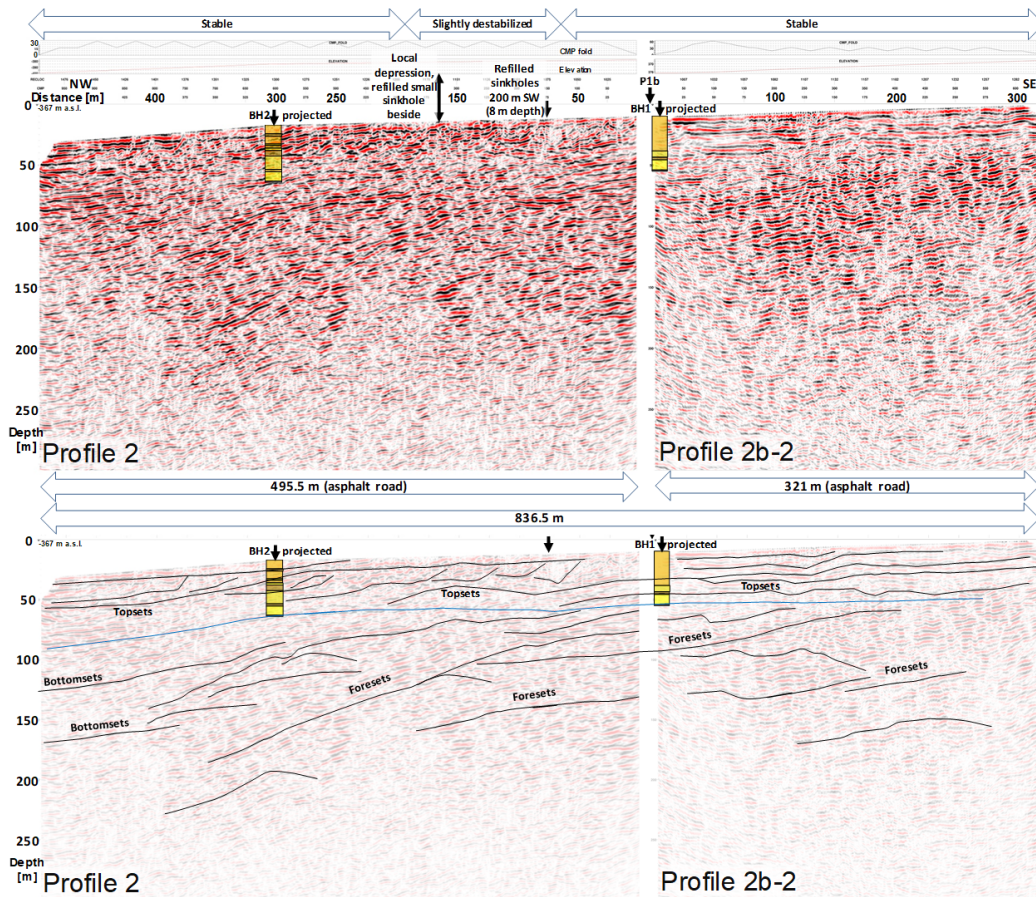 Stable
Slightly destabilized
Stable
CMP_FOLD
CMP fold
CMP_FOLD
ELEVATION
Elevation
ELEVATION
NW
Local
depression,
refilled small
sinkhole
beside
Refilled
sinkholes
200 m SW
(8 m depth)
P1b
SE
Distance [m]
400
300
250
150
50
100
200
300
0
-367 m a.s.l.
BH2 projected
BH1 projected
50
100
150
200
250
Depth
[m]
Profile 2
Profile 2b-2
495.5 m (asphalt road)
321 m (asphalt road)
836.5 m
0
-367 m a.s.l.
BH2 projected
BH1 projected
50
Topsets
Topsets
Topsets
100
Bottomsets
Foresets
Foresets
Foresets
Foresets
150
Bottomsets
200
250
Depth
[m]
Profile 2
Profile 2b-2